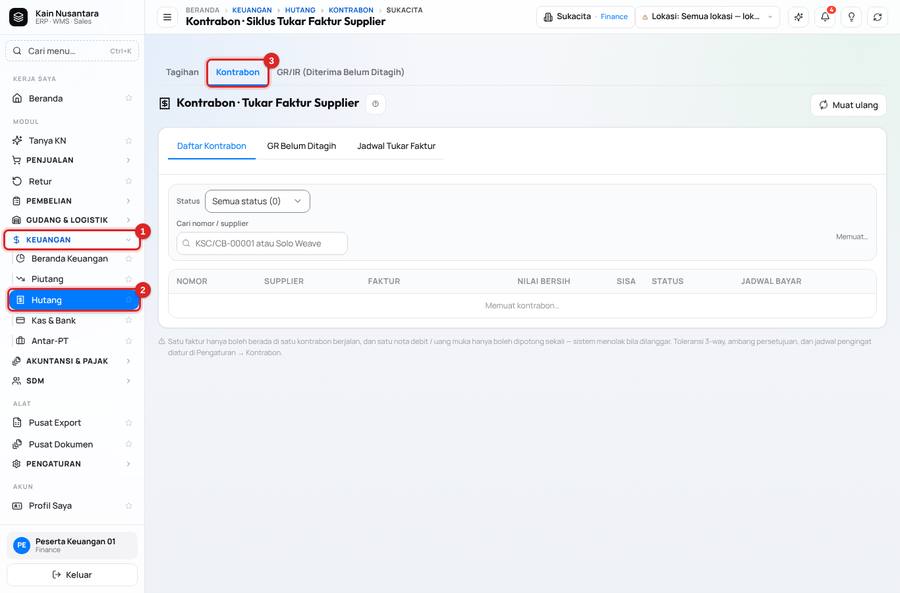 Kain Nusantara
ERP · WMS · Sales
Cari menu... Ctrl+K
KERJA SAYA
Beranda
MODUL
Tanya KN
PENJUALAN
Retur
PEMBELIAN
GUDANG & LOGISTIK
KEUANGAN 1
Beranda Keuangan
Piutang
Hutang 2
Kas & Bank
Antar-PT
AKUNTANSI & PAJAK
SDM
ALAT
Pusat Export
Pusat Dokumen
PENGATURAN
AKUN
Profil Saya
PE Peserta Keuangan 01
Finance
Keluar
BERANDA › KEUANGAN › HUTANG › KONTRABON › SUKACITA
Kontrabon · Siklus Tukar Faktur Supplier
Sukacita · Finance
Lokasi: Semua lokasi — lok...
4
Tagihan Kontrabon 3 GR/IR (Diterima Belum Ditagih)
Kontrabon · Tukar Faktur Supplier
Muat ulang
Daftar Kontrabon GR Belum Ditagih Jadwal Tukar Faktur
Status Semua status (0)
Cari nomor / supplier
KSC/CB-00001 atau Solo Weave
Memuat...
NOMOR SUPPLIER FAKTUR NILAI BERSIH SISA STATUS JADWAL BAYAR
Memuat kontrabon...
Satu faktur hanya boleh berada di satu kontrabon berjalan, dan satu nota debit / uang muka hanya boleh dipotong sekali — sistem menolak bila dilanggar. Toleransi 3-way, ambang persetujuan, dan jadwal pengingat
diatur di Pengaturan → Kontrabon.